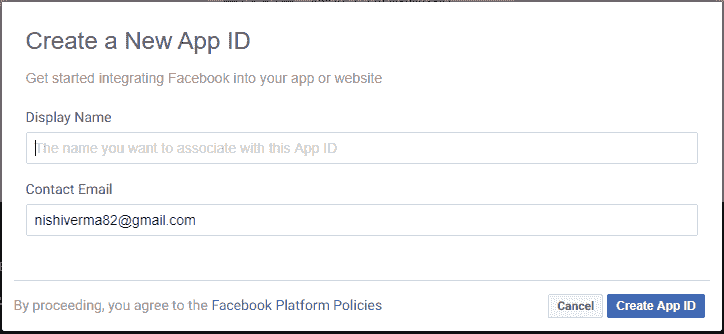 Create a New App ID
Get started integrating Facebook into your app or website
Display Name
The name you want to associate with this App ID
Contact Email
nishiverma82@gmail.com
By proceeding, you agree to the Facebook Platform Policies
Cancel
Create App ID